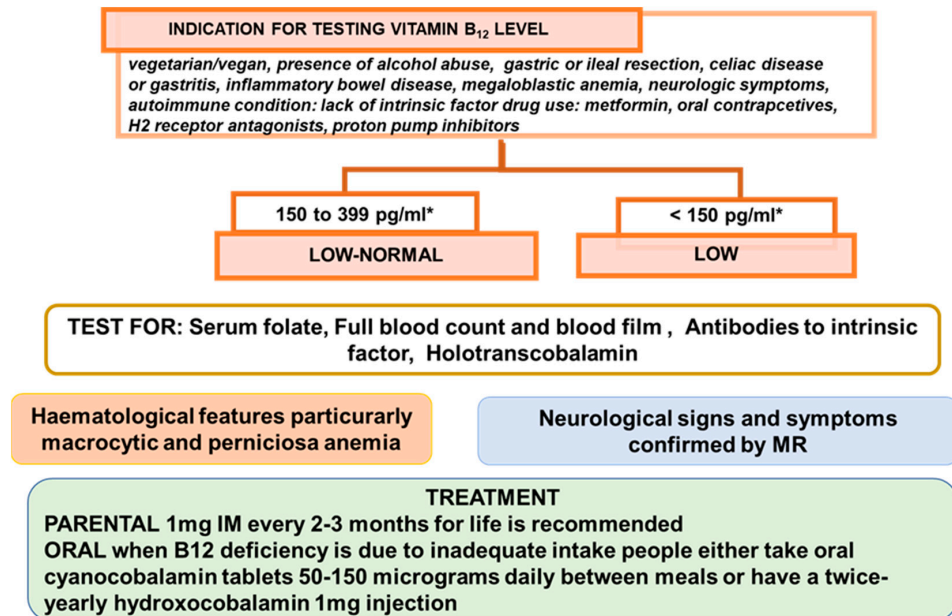 INDICATION FOR TESTING VITAMIN B₁₂ LEVEL
vegetarian/vegan, presence of alcohol abuse, gastric or ileal resection, celiac disease
or gastritis, inflammatory bowel disease, megaloblastic anemia, neurologic symptoms,
autoimmune condition: lack of intrinsic factor drug use: metformin, oral contrapcetives,
H2 receptor antagonists, proton pump inhibitors
150 to 399 pg/ml*
< 150 pg/ml*
LOW-NORMAL
LOW
TEST FOR: Serum folate, Full blood count and blood film , Antibodies to intrinsic
factor, Holotranscobalamin
Haematological features particurarly
macrocytic and perniciosa anemia
Neurological signs and symptoms
confirmed by MR
TREATMENT
PARENTAL 1mg IM every 2-3 months for life is recommended
ORAL when B12 deficiency is due to inadequate intake people either take oral
cyanocobalamin tablets 50-150 micrograms daily between meals or have a twice-
yearly hydroxocobalamin 1mg injection